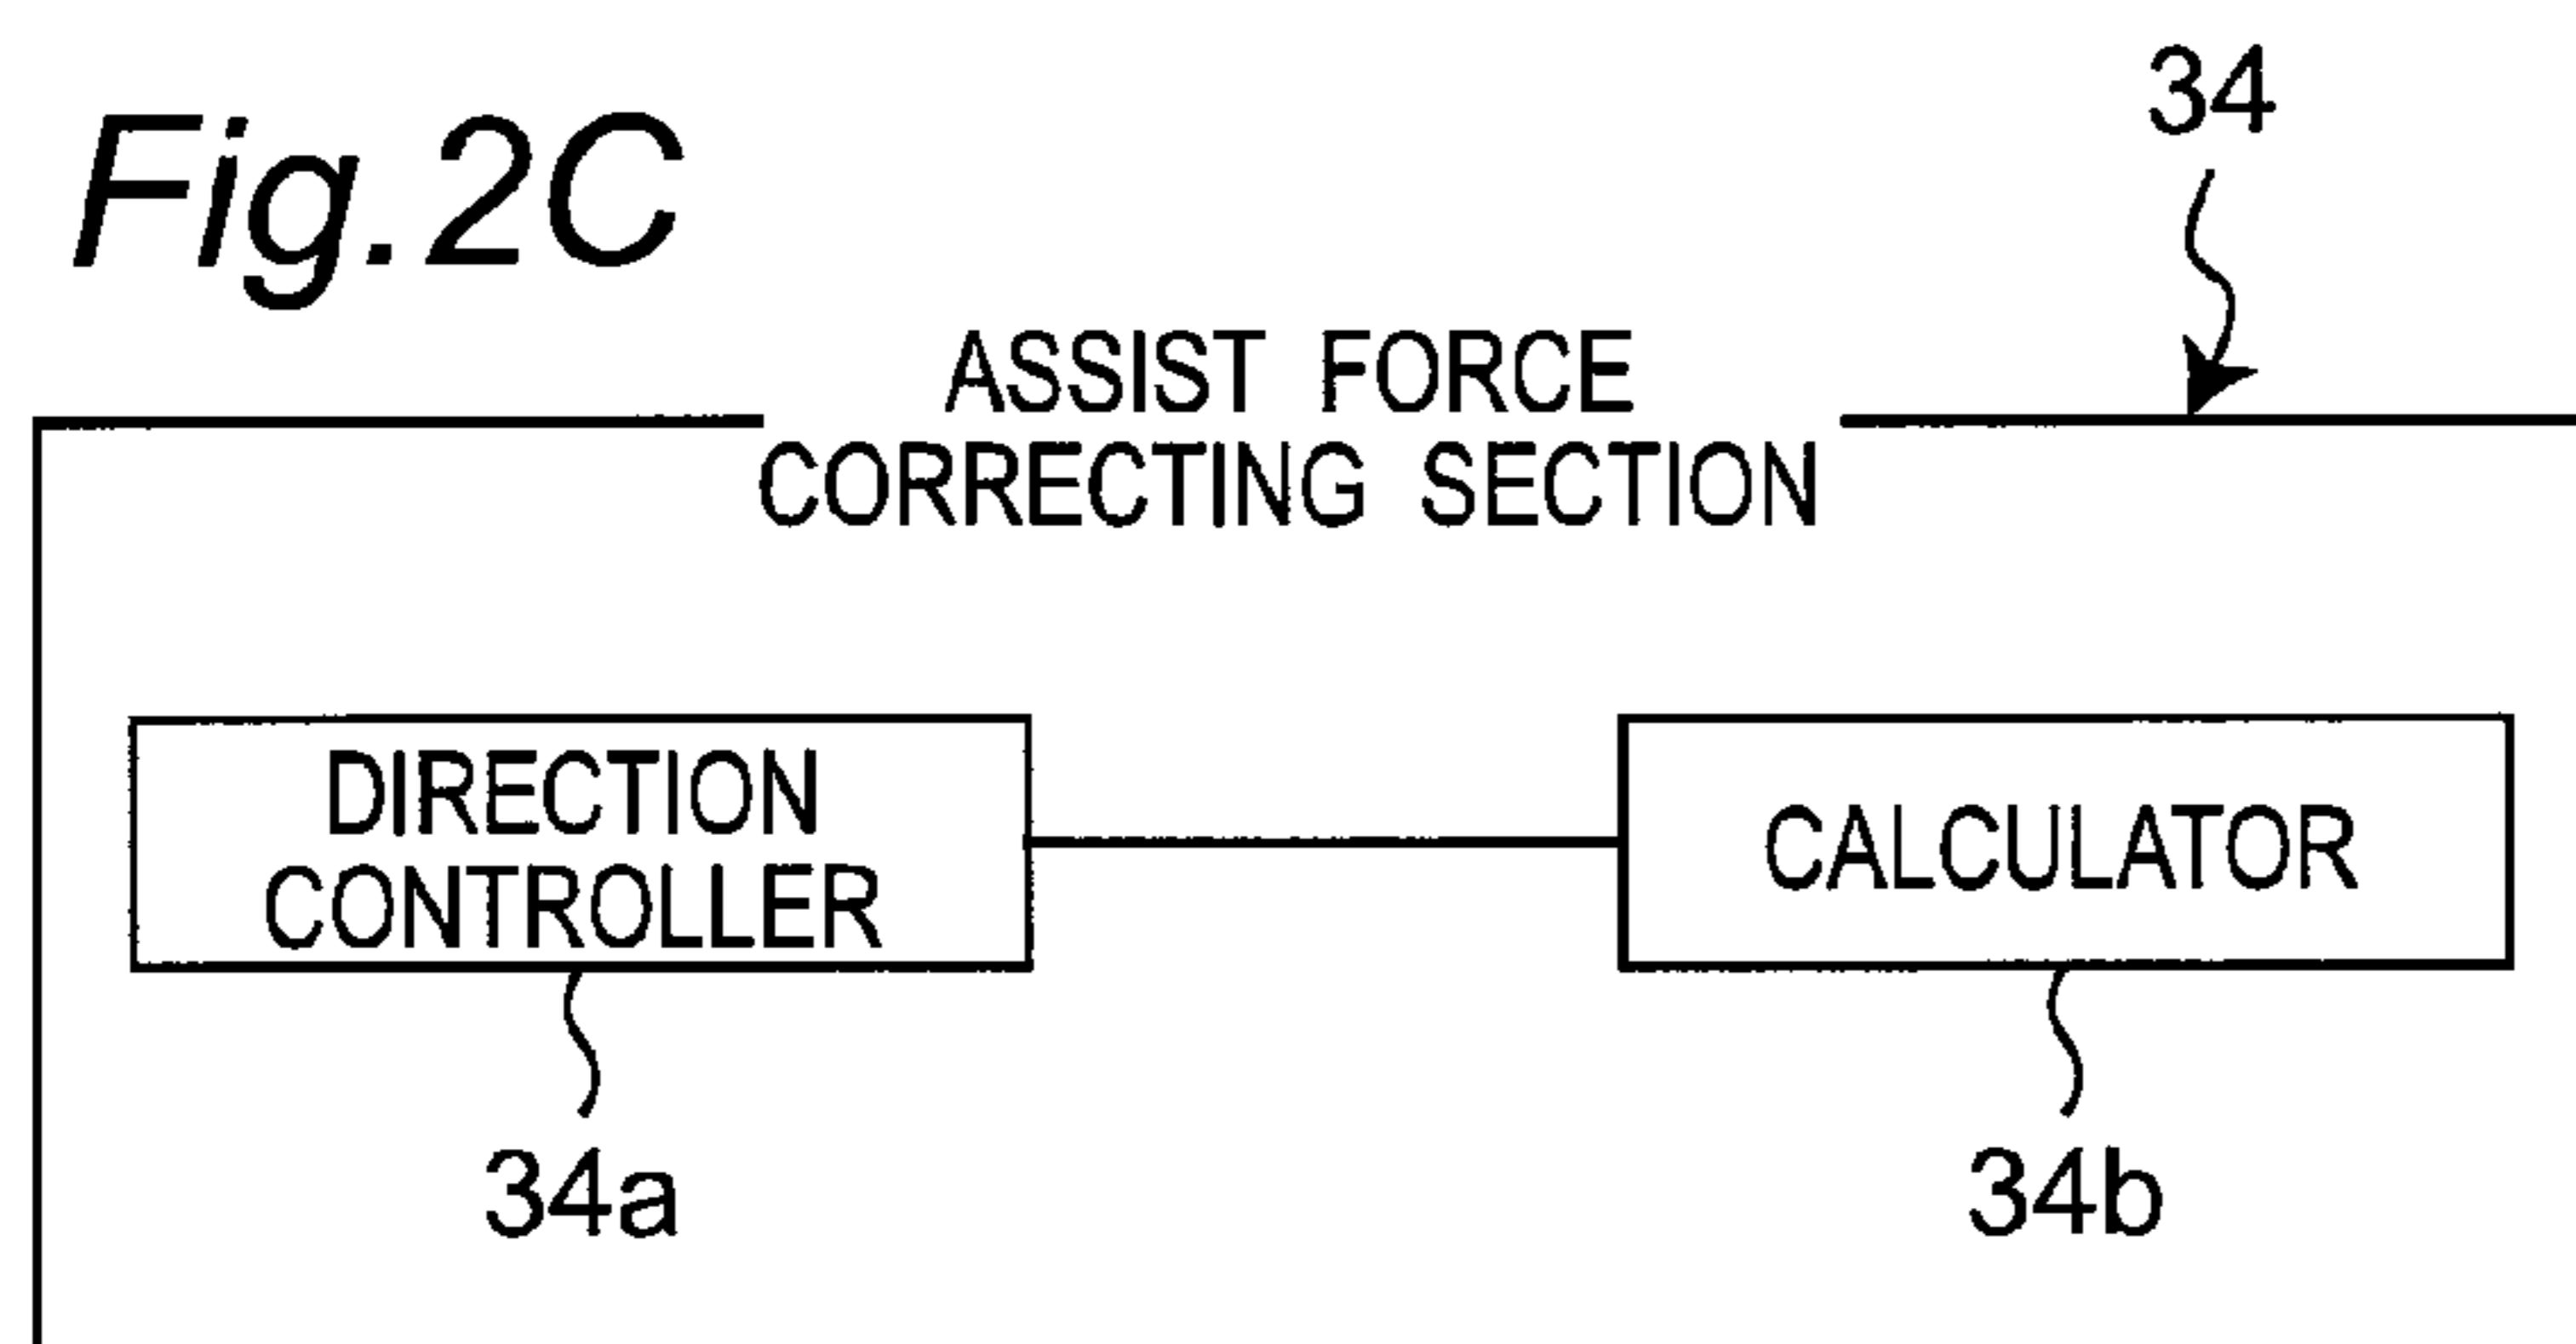 Fig.2C
34
ASSIST FORCE
CORRECTING SECTION
DIRECTION
CONTROLLER
CALCULATOR
34a
34b